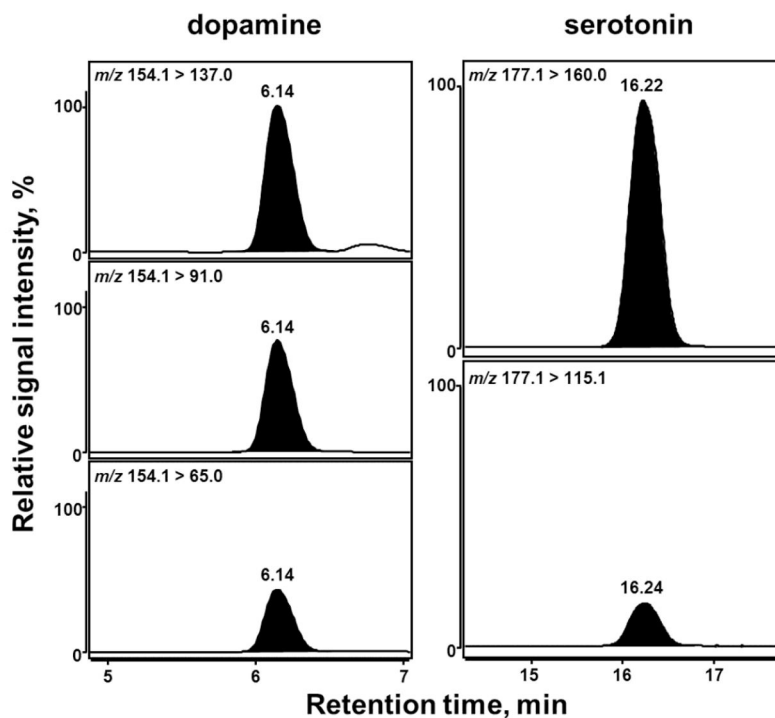 dopamine
serotonin
Relative signal intensity, %
m/z 154.1 > 137.0
6.14
100
0
m/z 154.1 > 91.0
6.14
100
0
m/z 154.1 > 65.0
6.14
100
0
5
6
7
m/z 177.1 > 160.0
16.22
100
0
m/z 177.1 > 115.1
16.24
100
0
15
16
17
Retention time, min